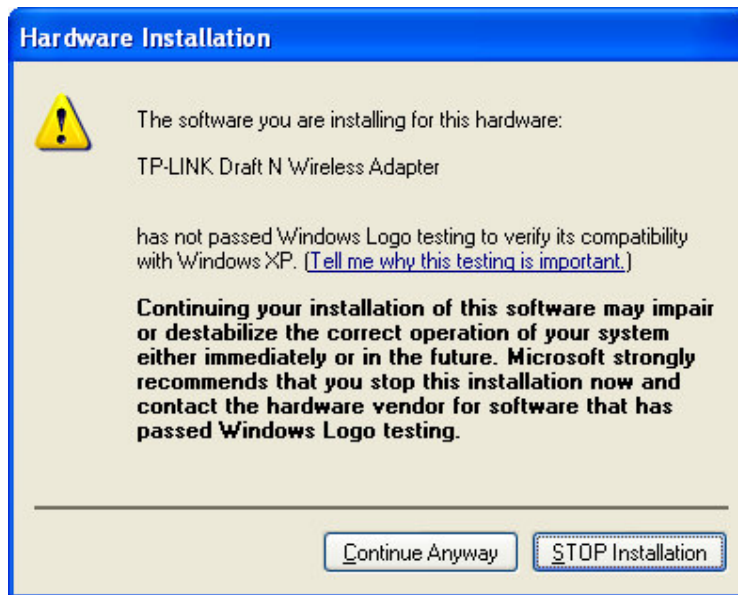 Hardware Installation
The software you are installing for this hardware:
TP-LINK Draft N Wireless Adapter
has not passed Windows Logo testing to verify its compatibility
with Windows XP. (Tell me why this testing is important.)
Continuing your installation of this software may impair
or destabilize the correct operation of your system
either immediately or in the future. Microsoft strongly
recommends that you stop this installation now and
contact the hardware vendor for software that has
passed Windows Logo testing.
Continue Anyway STOP Installation